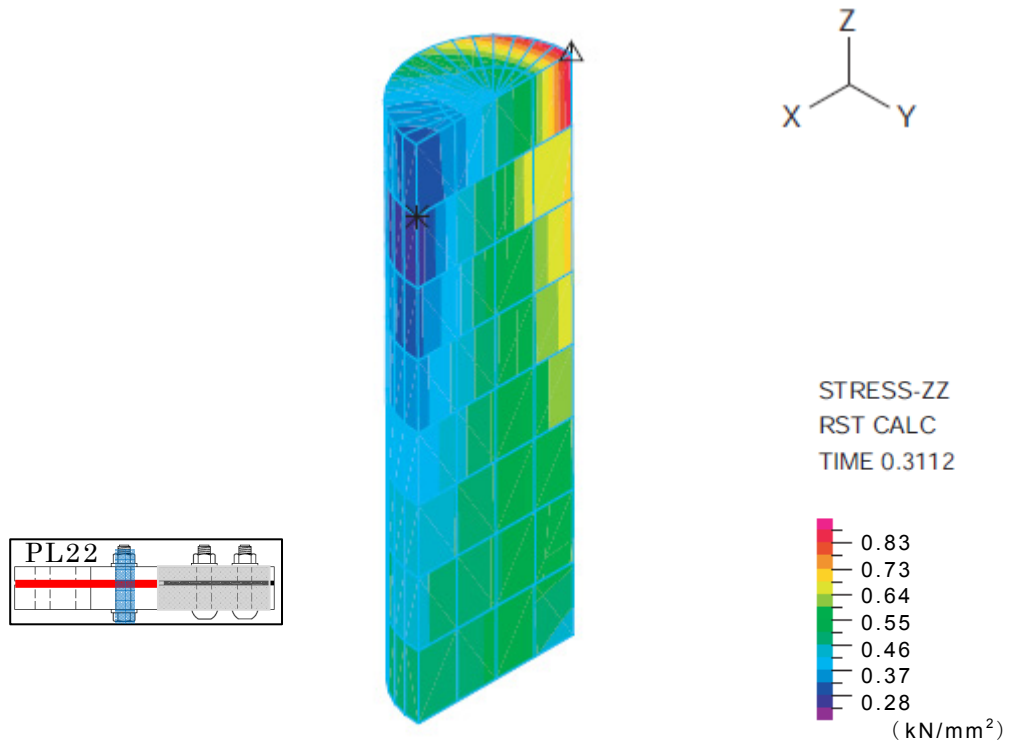 Z
X
Y
STRESS-ZZ
RST CALC
TIME 0.3112
PL22
0.83
0.73
0.64
0.55
0.46
0.37
0.28
(kN/mm²)